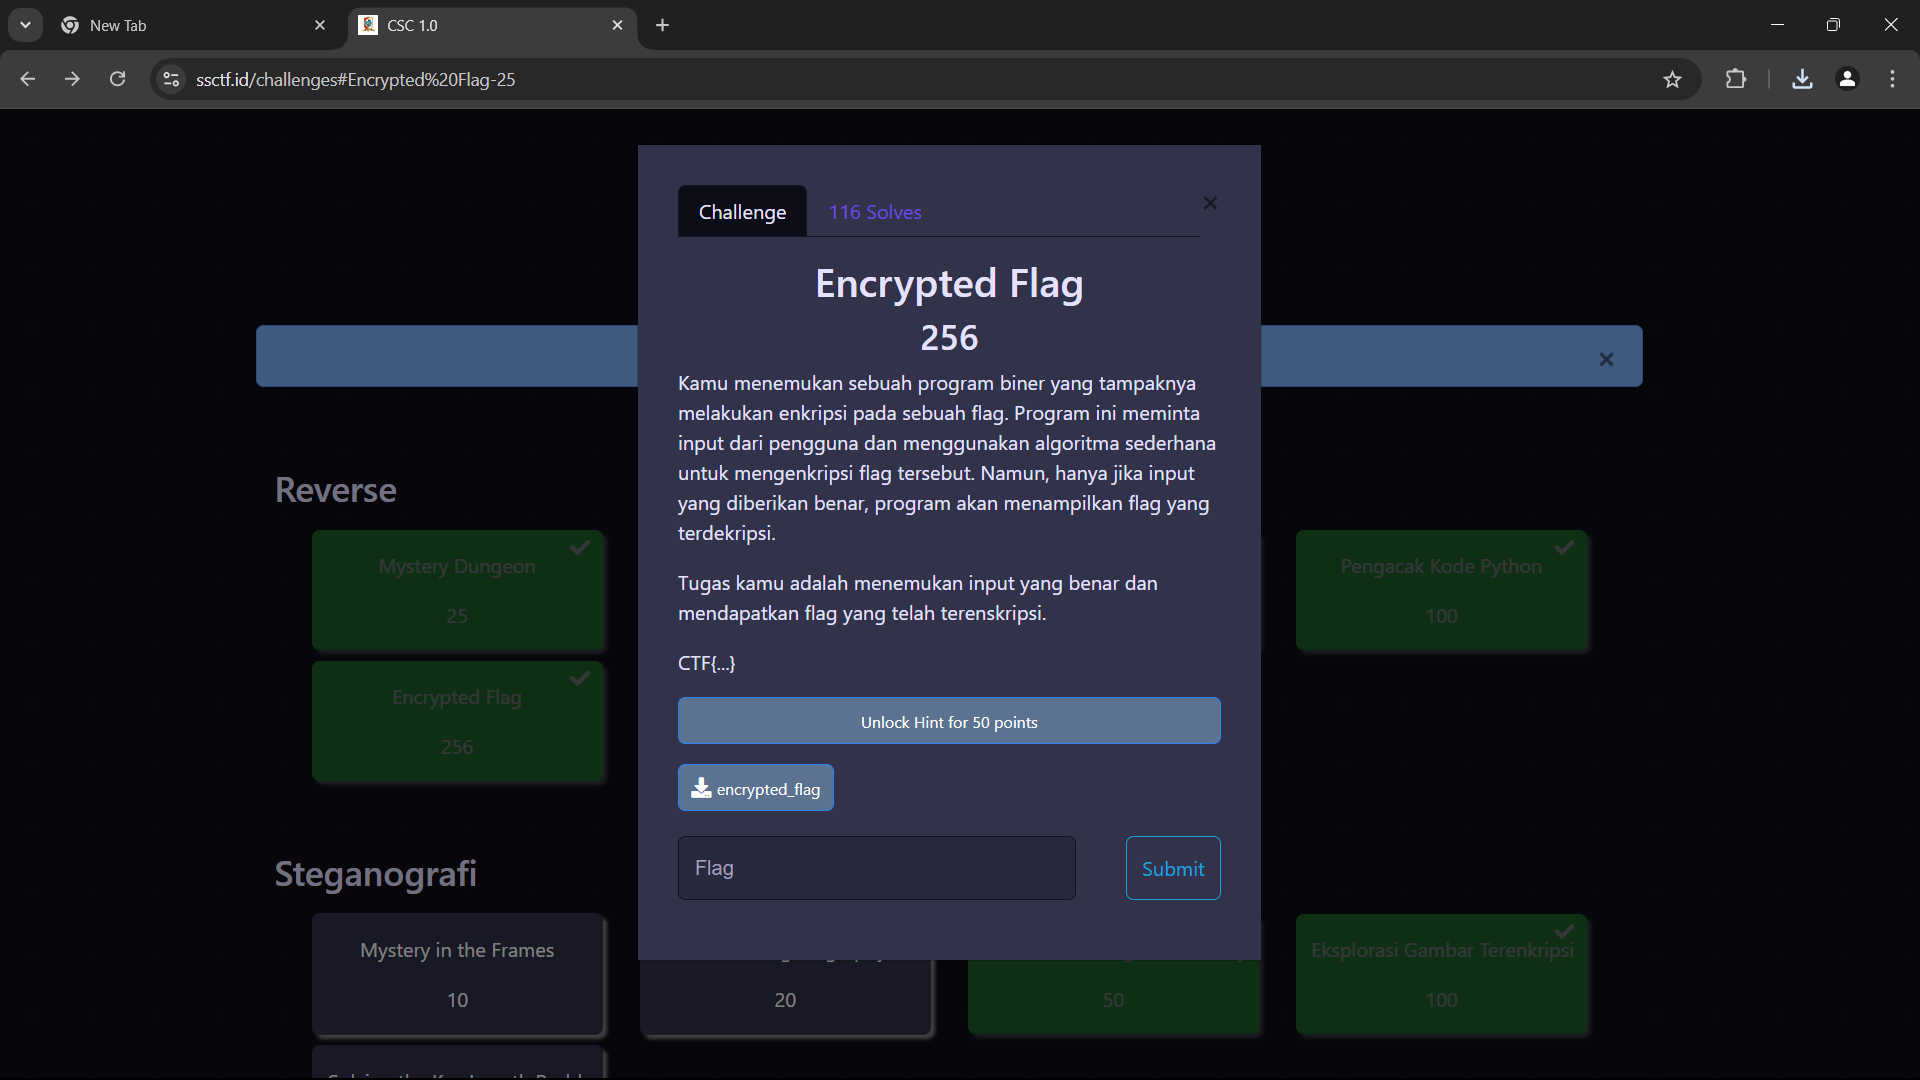 New Tab
CSC 1.0
ssctf.id/challenges#Encrypted%20Flag-25
Challenge
116 Solves
Encrypted Flag
256
Kamu menemukan sebuah program biner yang tampaknya
melakukan enkripsi pada sebuah flag. Program ini meminta
input dari pengguna dan menggunakan algoritma sederhana
untuk mengenkripsi flag tersebut. Namun, hanya jika input
yang diberikan benar, program akan menampilkan flag yang
terdekripsi.
Tugas kamu adalah menemukan input yang benar dan
mendapatkan flag yang telah terenskripsi.
CTF{...}
Unlock Hint for 50 points
encrypted_flag
Flag
Submit
Reverse
Mystery Dungeon
25
Pengacak Kode Python
100
Encrypted Flag
256
Steganografi
Mystery in the Frames
10
20
50
Eksplorasi Gambar Terenkripsi
100